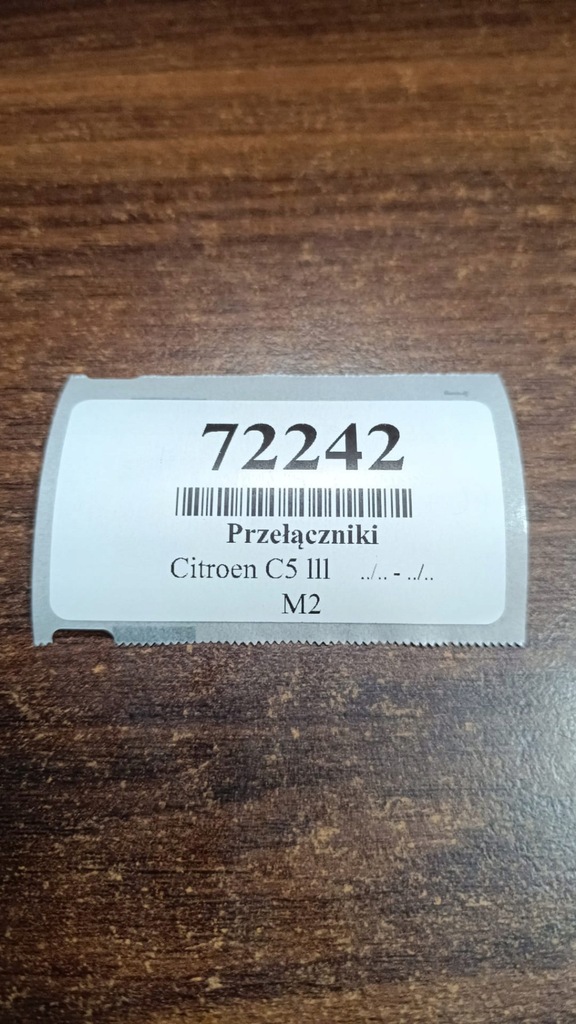 72242
Przełączniki
Citroen C5 lll ../.. - ../..
M2